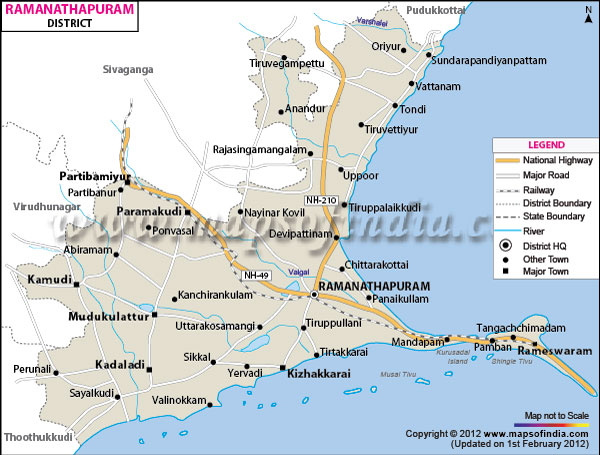 RAMANATHAPURAM
DISTRICT
Pudukkottai
N
Varshalei
Oriyur
Sundarapandiyanpattam
Tiruvegampettu
Sivaganga
Vattanam
Anandur
Tondi
Tiruvettiyur
Rajasingamangalam
LEGEND
National Highway
Major Road
Railway
District Boundary
State Boundary
River
District HQ
Other Town
Major Town
Partibamiyur
Uppoor
Partibanur
NH-210
Virudhunagar
Paramakudi
Nayinar Kovil
Tiruppalaikkudi
www.mapsofindia.c
Ponvasal
Devipattinam
Abiramam
Chittarakottai
NH-49
Vaigai
Kamudi
RAMANATHAPURAM
Kanchirankulam
Panaikullam
Mudukulattur
Uttarakosamangi
Tiruppullani
Tangachchimadam
Mandapam
Pamban
Rameswaram
Kurusadai
Island
Shingle Tivu
Sikkal
Tirtakkarai
Perunali
Kadaladi
Yervadi
Kizhakkarai
Musai Tivu
Sayalkudi
Valinokkam
Thoothukkudi
Map not to Scale
Copyright © 2012 www.mapsofindia.com
(Updated on 1st February 2012)